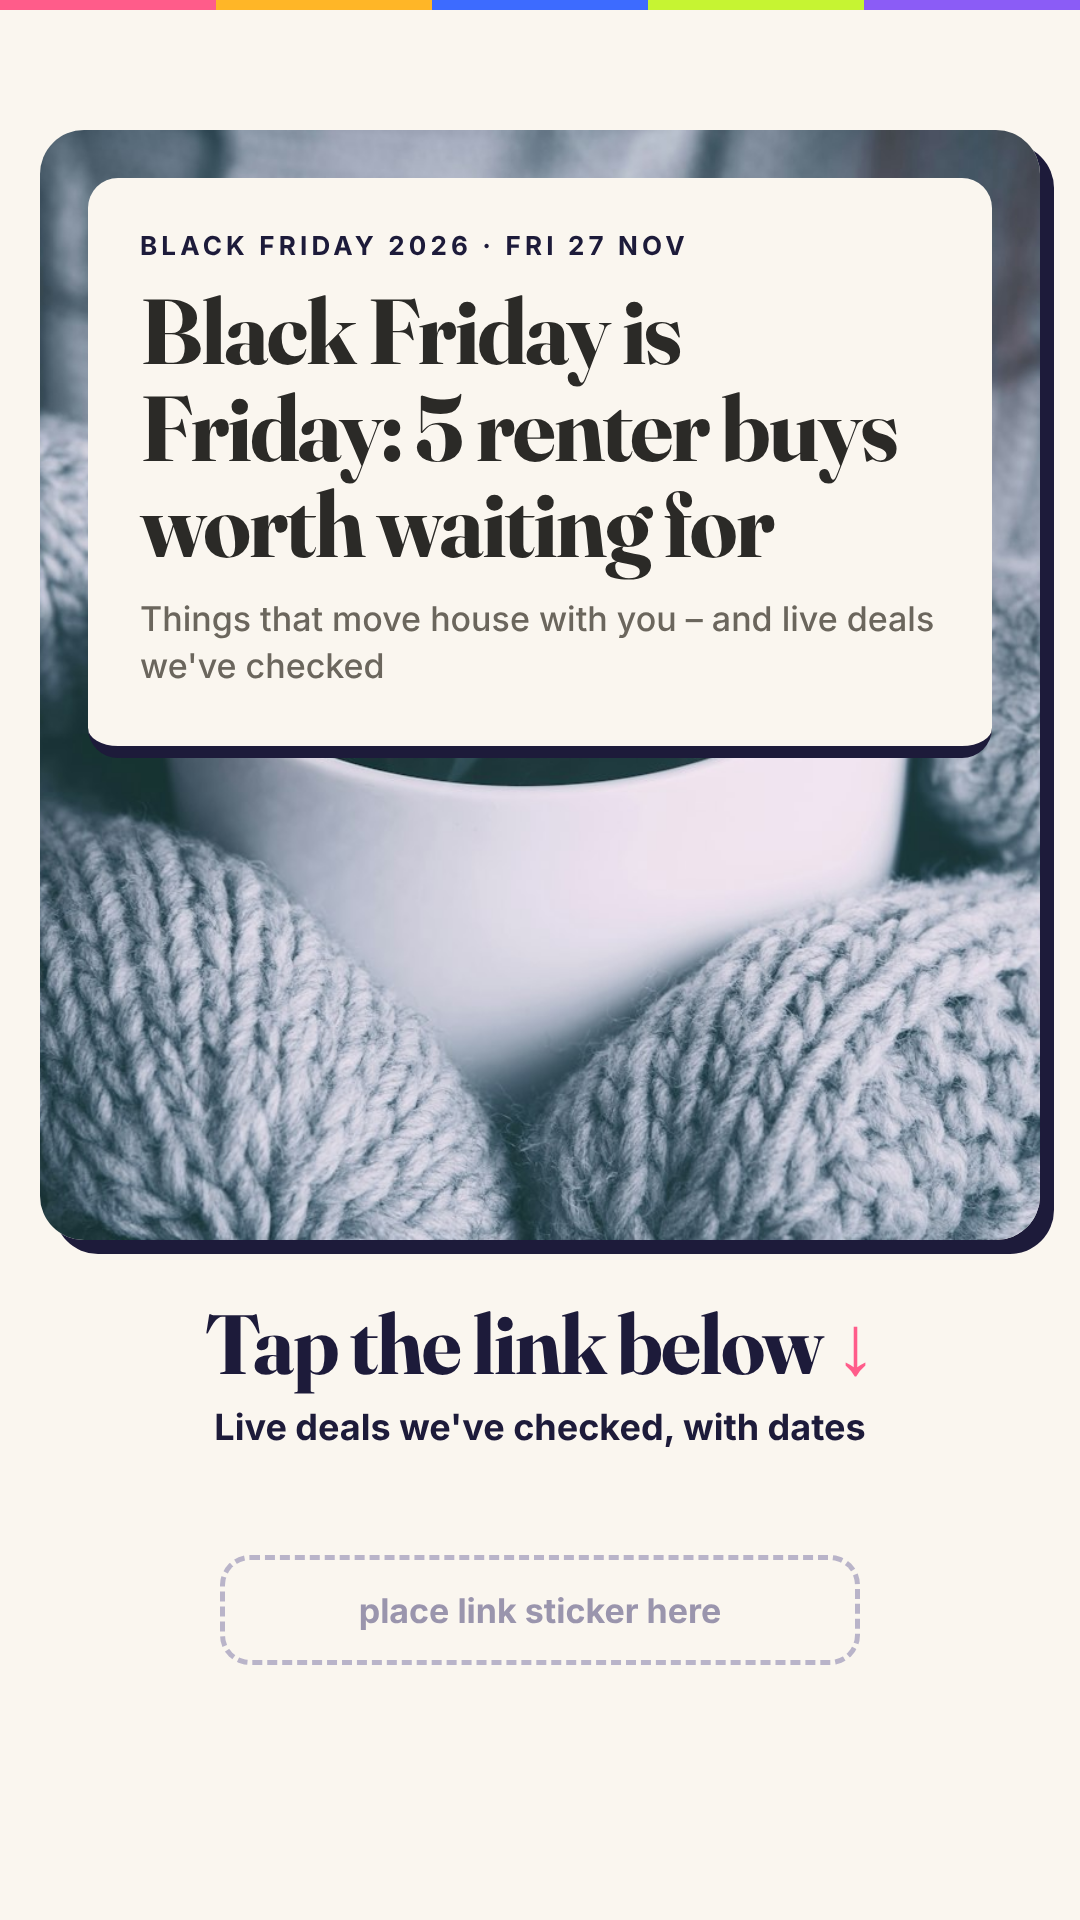 BLACK FRIDAY 2026 · FRI 27 NOV
Black Friday is
Friday: 5 renter buys
worth waiting for
Things that move house with you – and live deals
we've checked
Tap the link below ↓
Live deals we've checked, with dates
place link sticker here